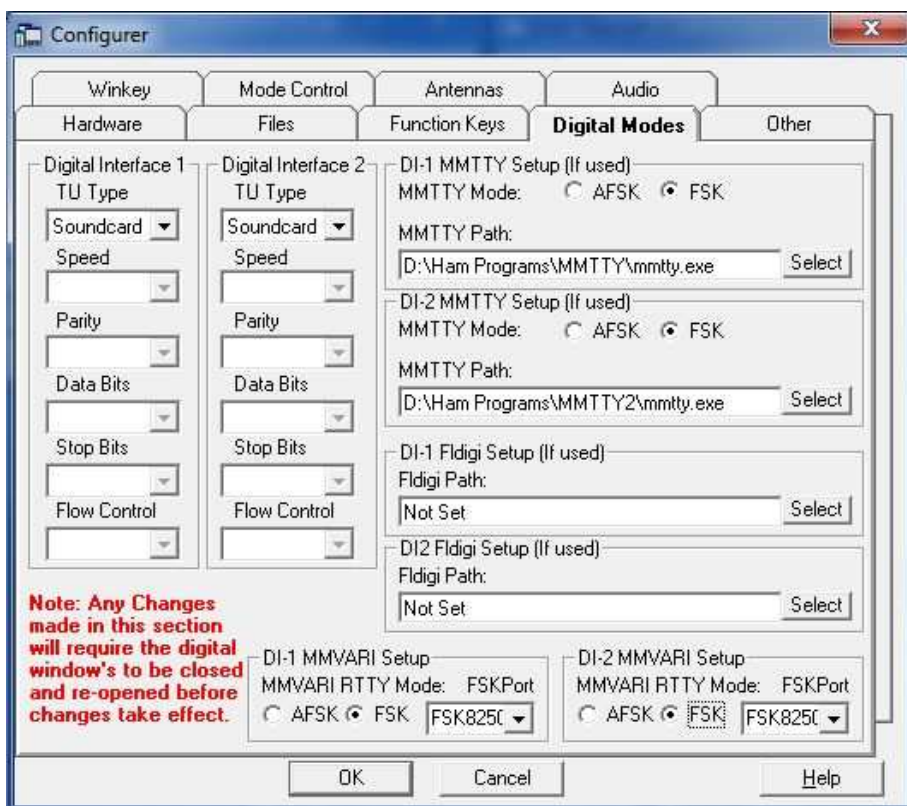 Configurer
Winkey
Mode Control
Antennas
Audio
Hardware
Files
Function Keys
Digital Modes
Other
Digital Interface 1
TU Type
Soundcard
Speed
Parity
Data Bits
Stop Bits
Flow Control
Digital Interface 2
TU Type
Soundcard
Speed
Parity
Data Bits
Stop Bits
Flow Control
DI-1 MMTTY Setup (If used)
MMTTY Mode: AFSK FSK
MMTTY Path:
D:\Ham Programs\MMTTY\mmtty.exe Select
DI-2 MMTTY Setup (If used)
MMTTY Mode: AFSK FSK
MMTTY Path:
D:\Ham Programs\MMTTY2\mmtty.exe Select
DI-1 Fldigi Setup (If used)
Fldigi Path:
Not Set Select
DI2 Fldigi Setup (If used)
Fldigi Path:
Not Set Select
Note: Any Changes
made in this section
will require the digital
window's to be closed
and re-opened before
changes take effect.
DI-1 MMVARI Setup
MMVARI RTTY Mode: FSKPort
AFSK FSK FSK825(
DI-2 MMVARI Setup
MMVARI RTTY Mode: FSKPort
AFSK FSK FSK825(
OK
Cancel
Help